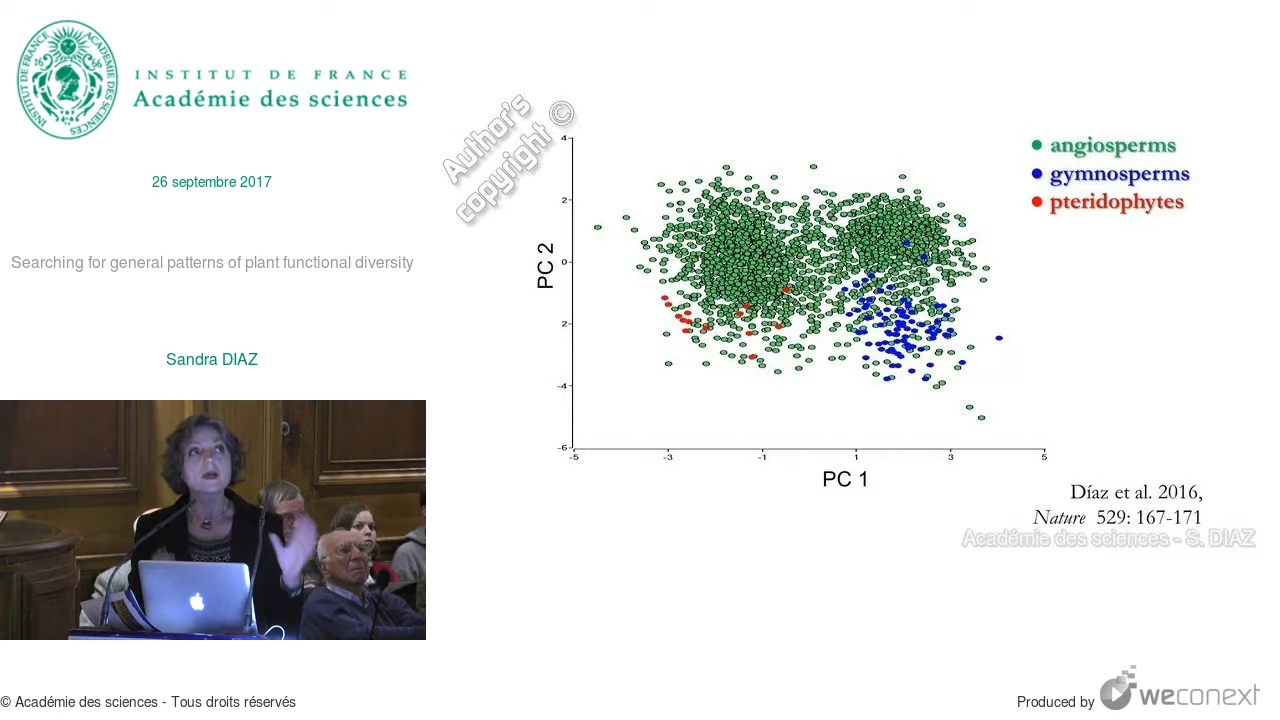 INSTITUT DE FRANCE
Académie des sciences
26 septembre 2017
Searching for general patterns of plant functional diversity
Sandra DIAZ
Author's
copyright ©
angiosperms
gymnosperms
pteridophytes
4
2
0
2
-4
-6
PC 2
-5 -3 -1 1 3 5
PC 1
Díaz et al. 2016,
Nature 529: 167-171
Académie des sciences - S. DIAZ
© Académie des sciences - Tous droits réservés
Produced by weconext